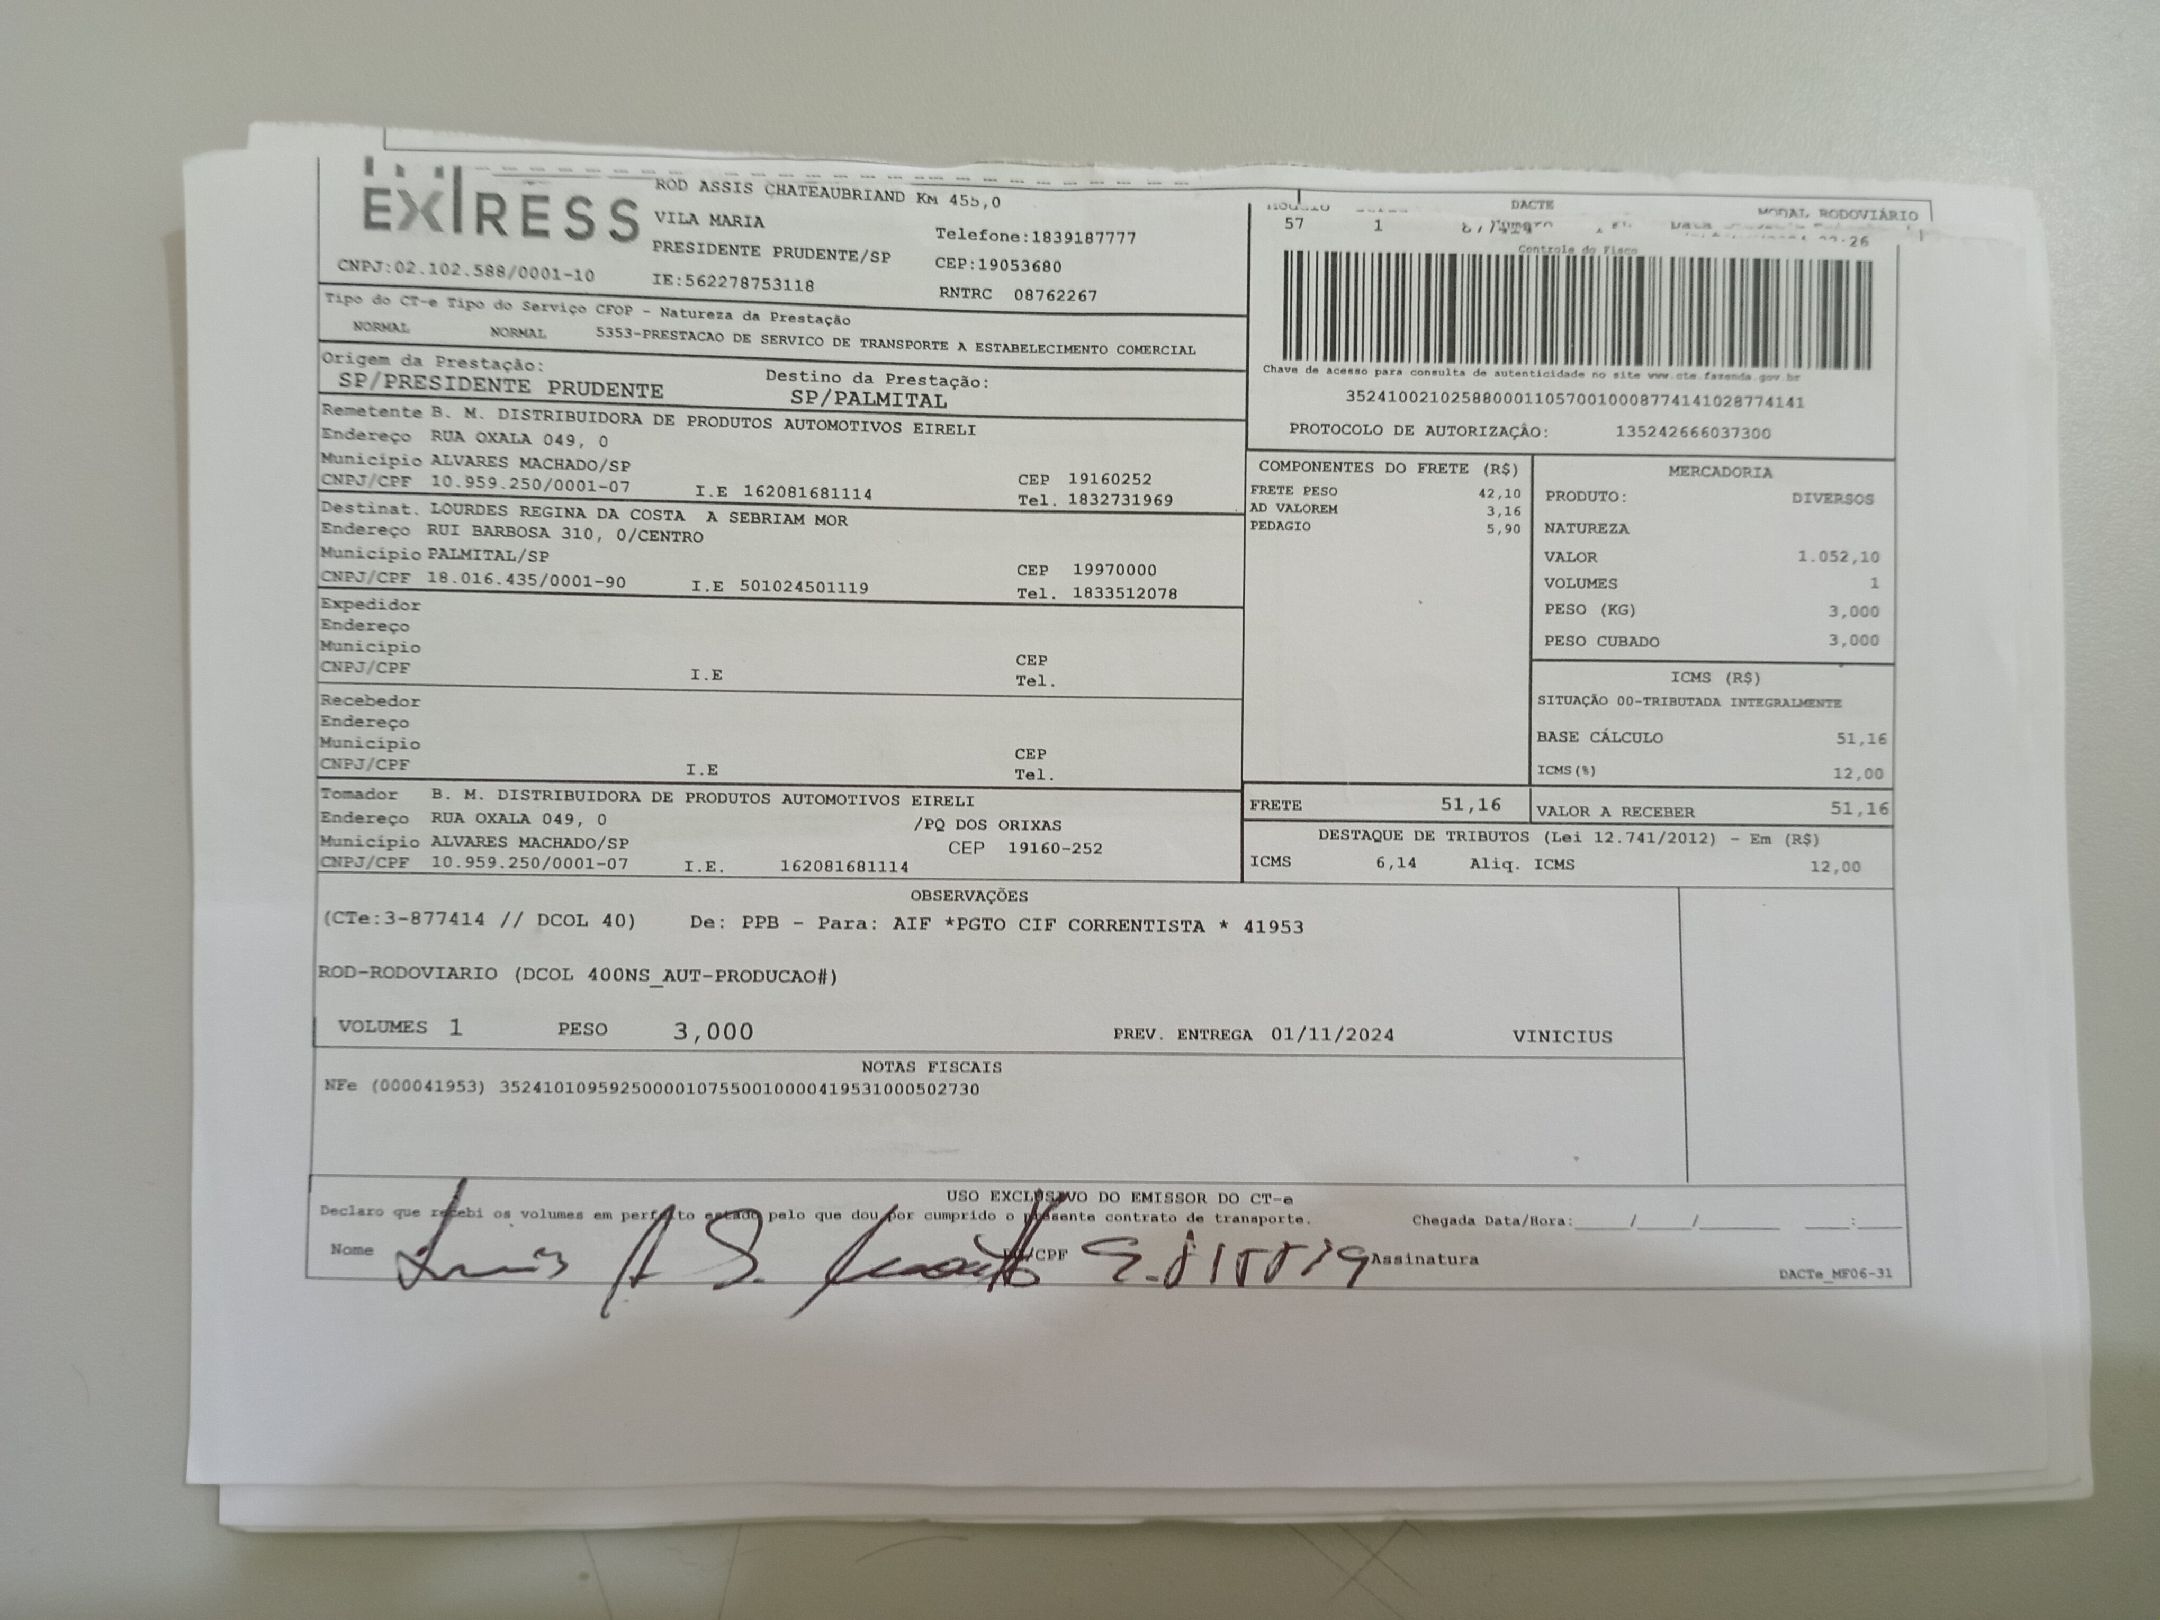 EXPRESS
ROD ASSIS CHATEAUBRIAND KM 455,0
VILA MARIA
Telefone:1839187777
PRESIDENTE PRUDENTE/SP
CEP:19053680
CNPJ:02.102.588/0001-10
IE:562278753118
RNTRC 08762267
DACTE
MODAL RODOVIÁRIO
57 1
Controle do Fisco
Tipo do CT-e Tipo do Serviço CFOP - Natureza da Prestação
NORMAL NORMAL 5353-PRESTACAO DE SERVICO DE TRANSPORTE A ESTABELECIMENTO COMERCIAL
Chave de acesso para consulta de autenticidade no site www.cte.fazenda.gov.br
35241002102588000110570010008774141028774141
PROTOCOLO DE AUTORIZAÇÃO: 135242666037300
Origem da Prestação:
SP/PRESIDENTE PRUDENTE
Destino da Prestação:
SP/PALMITAL
Remetente B. M. DISTRIBUIDORA DE PRODUTOS AUTOMOTIVOS EIRELI
Endereço RUA OXALA 049, 0
Município ALVARES MACHADO/SP CEP 19160252
CNPJ/CPF 10.959.250/0001-07 I.E 162081681114 Tel. 1832731969
Destinat. LOURDES REGINA DA COSTA A SEBRIAM MOR
Endereço RUI BARBOSA 310, 0/CENTRO
Município PALMITAL/SP CEP 19970000
CNPJ/CPF 18.016.435/0001-90 I.E 501024501119 Tel. 1833512078
Expedidor
Endereço
Município CEP
CNPJ/CPF I.E Tel.
Recebedor
Endereço
Município CEP
CNPJ/CPF I.E Tel.
Tomador B. M. DISTRIBUIDORA DE PRODUTOS AUTOMOTIVOS EIRELI
Endereço RUA OXALA 049, 0 /PQ DOS ORIXAS
Município ALVARES MACHADO/SP CEP 19160-252
CNPJ/CPF 10.959.250/0001-07 I.E. 162081681114
COMPONENTES DO FRETE (R$)
FRETE PESO 42,10
AD VALOREM 3,16
PEDAGIO 5,90
MERCADORIA
PRODUTO: DIVERSOS
NATUREZA
VALOR 1.052,10
VOLUMES 1
PESO (KG) 3,000
PESO CUBADO 3,000
ICMS (R$)
SITUAÇÃO 00-TRIBUTADA INTEGRALMENTE
BASE CÁLCULO 51,16
ICMS(%) 12,00
FRETE 51,16
VALOR A RECEBER 51,16
DESTAQUE DE TRIBUTOS (Lei 12.741/2012) - Em (R$)
ICMS 6,14 Aliq. ICMS 12,00
OBSERVAÇÕES
(CTe:3-877414 // DCOL 40) De: PPB - Para: AIF *PGTO CIF CORRENTISTA * 41953
ROD-RODOVIARIO (DCOL 400NS_AUT-PRODUCAO#)
VOLUMES 1 PESO 3,000 PREV. ENTREGA 01/11/2024 VINICIUS
NOTAS FISCAIS
NFe (000041953) 35241010959250000107550010000419531000502730
USO EXCLUSIVO DO EMISSOR DO CT-e
Declaro que recebi os volumes em perfeito estado pelo que dou por cumprido o presente contrato de transporte. Chegada Data/Hora:_____/_____/________ ____:____
Nome Luis A S. /CPF Assinatura
DACTe_MF06-31